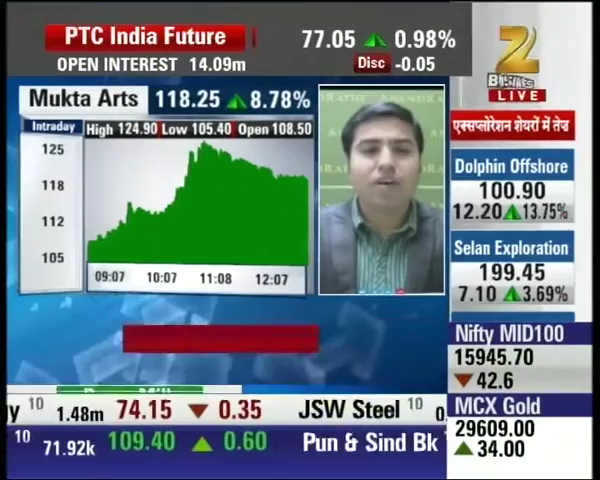 PTC India Future
77.05 ▲ 0.98%
OPEN INTEREST 14.09m
Disc -0.05
LIVE
Mukta Arts 118.25 ▲ 8.78%
Intraday High 124.90 Low 105.40 Open 108.50
125
118
112
105
09:07 10:07 11:08 12:07
एक्सप्लोरेशन शेयरों में तेज
Dolphin Offshore
100.90
12.20 ▲ 13.75%
Selan Exploration
199.45
7.10 ▲ 3.69%
Nifty MID100
15945.70
▼ 42.6
MCX Gold
29609.00
▲ 34.00
10 1.48m 74.15 ▼ 0.35 JSW Steel 10
10 71.92k 109.40 ▲ 0.60 Pun & Sind Bk